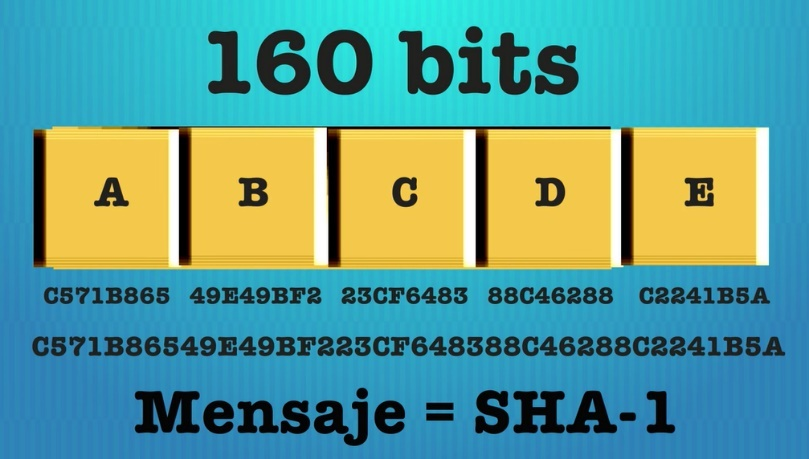 160 bits
A B C D E
C571B865 49E49BF2 23CF6483 88C46288 C2241B5A
C571B86549E49BF223CF648388C46288C2241B5A
Mensaje = SHA-1